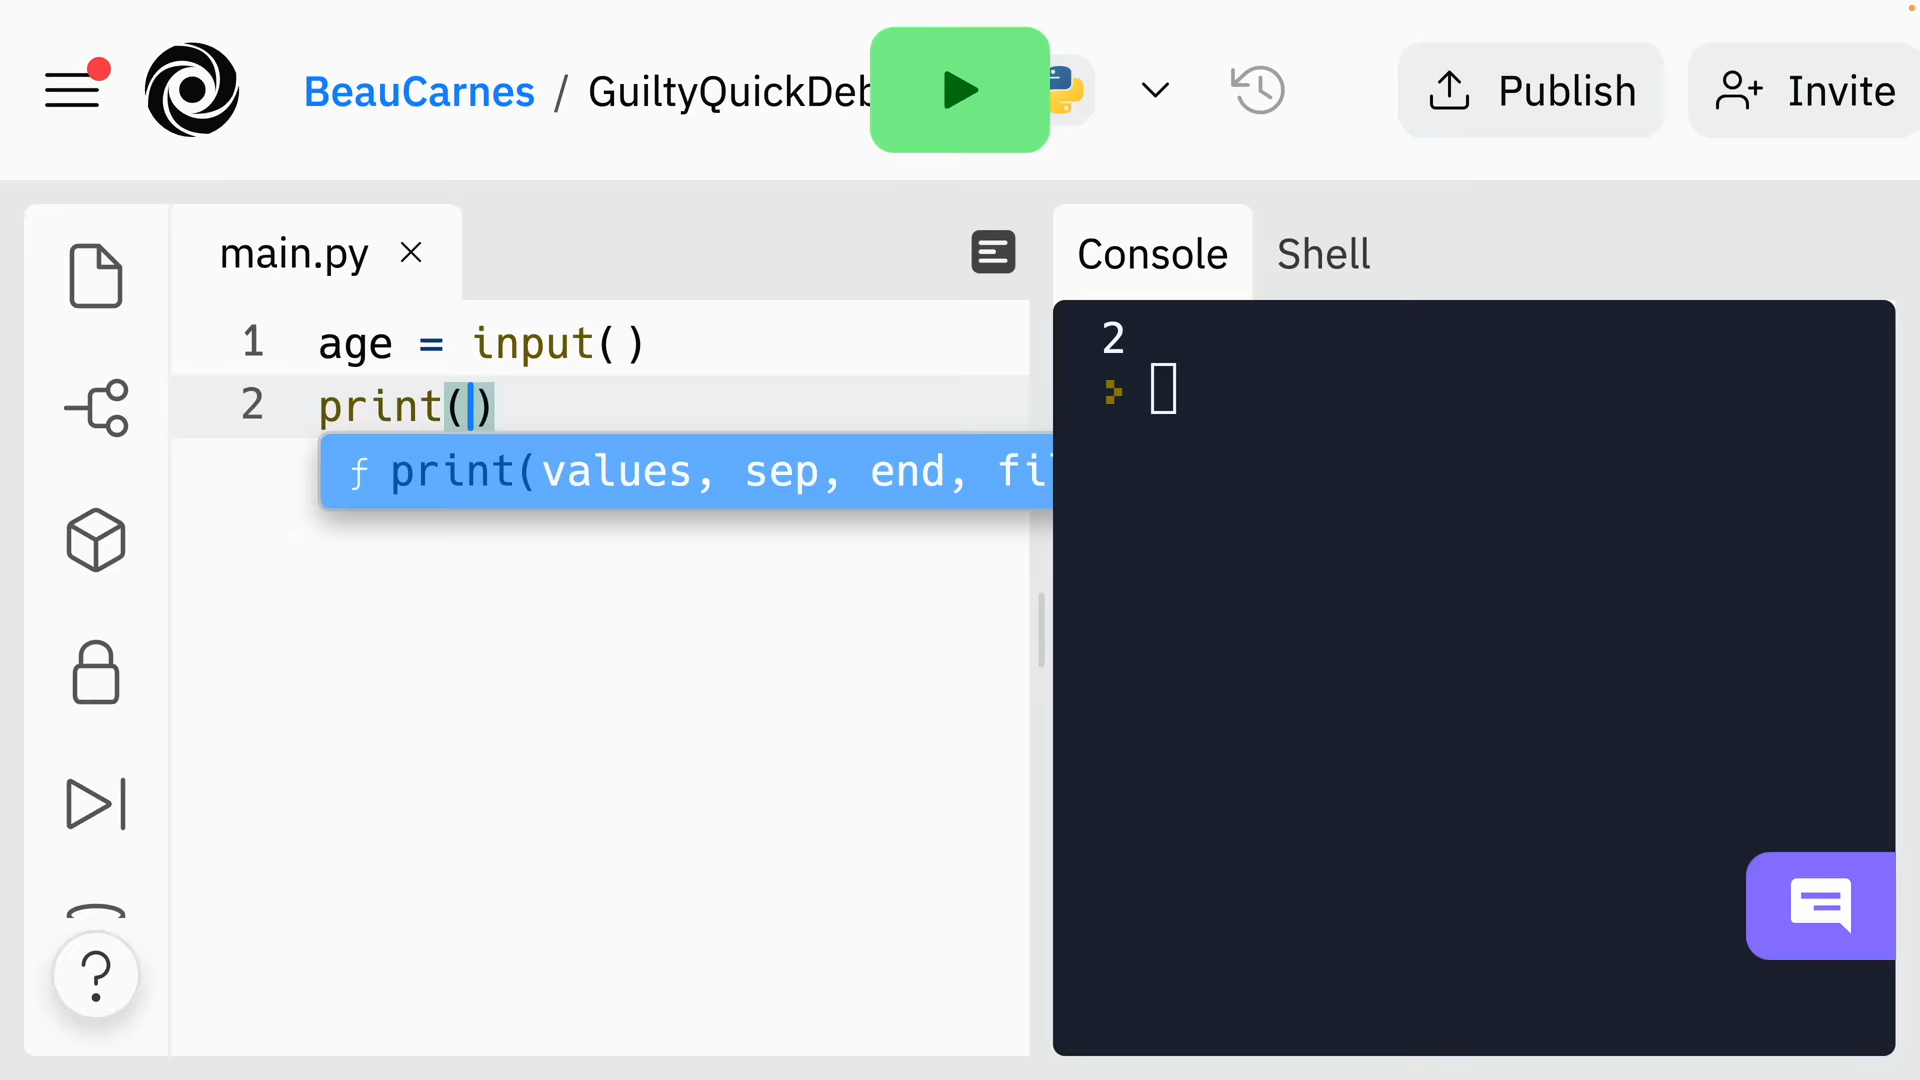 BeauCarnes / GuiltyQuickDeb
Publish
Invite
main.py
Console
Shell
1 age = input()
2 print()
ƒ print(values, sep, end, fi
2
?